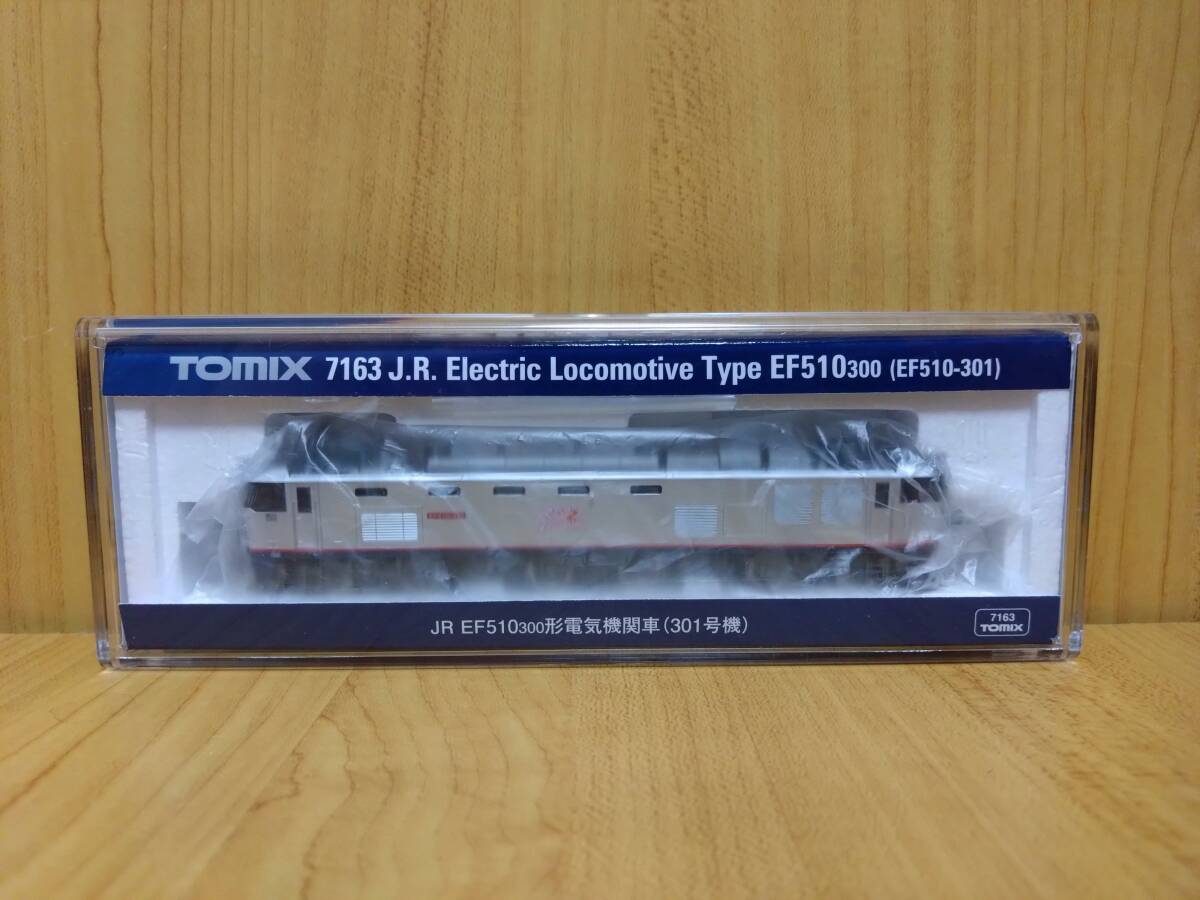 TOMIX 7163 J.R. Electric Locomotive Type EF510300 (EF510-301)
JR EF510300形電気機関車(301号機)
7163
TOMIX